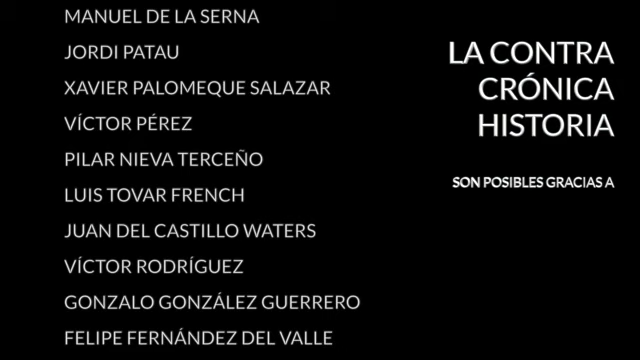 MANUEL DE LA SERNA
JORDI PATAU
XAVIER PALOMEQUE SALAZAR
VÍCTOR PÉREZ
PILAR NIEVA TERCEÑO
LUIS TOVAR FRENCH
JUAN DEL CASTILLO WATERS
VÍCTOR RODRÍGUEZ
GONZALO GONZÁLEZ GUERRERO
FELIPE FERNÁNDEZ DEL VALLE
LA CONTRA
CRÓNICA
HISTORIA
SON POSIBLES GRACIAS A